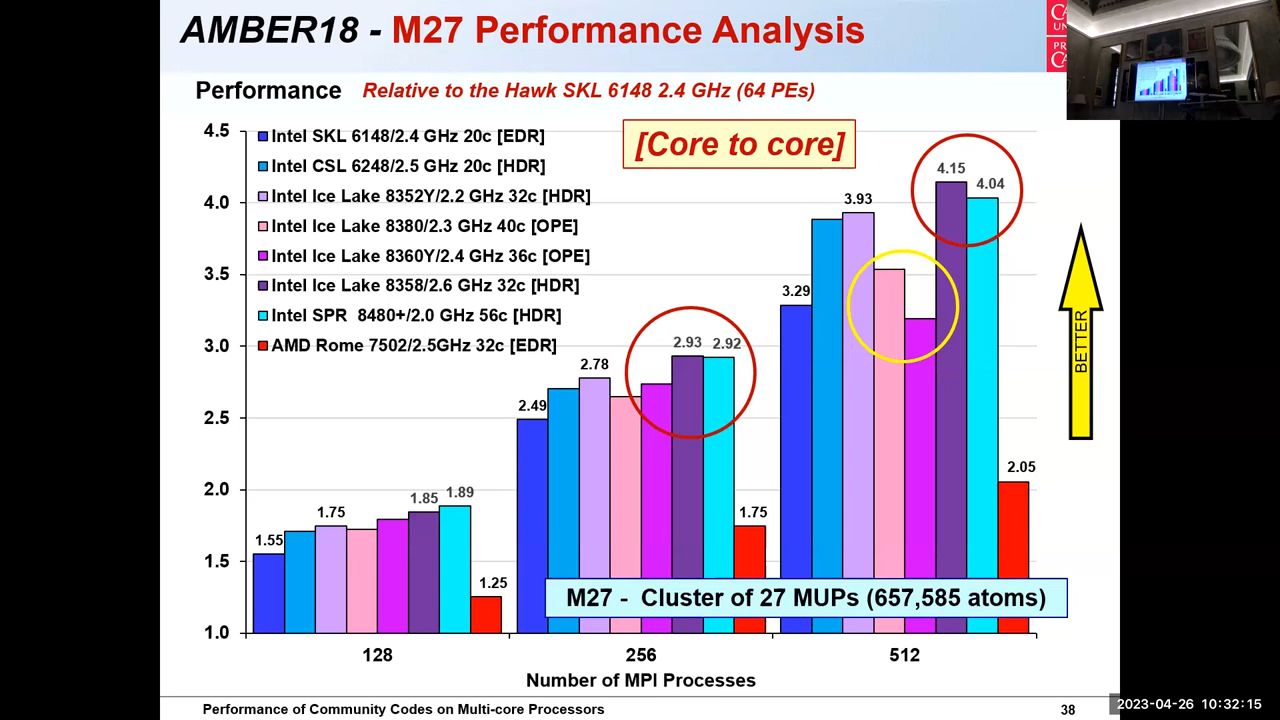 AMBER18 - M27 Performance Analysis
Performance Relative to the Hawk SKL 6148 2.4 GHz (64 PEs)
[Core to core]
4.5
4.0
3.5
3.0
2.5
2.0
1.5
1.0
Intel SKL 6148/2.4 GHz 20c [EDR]
Intel CSL 6248/2.5 GHz 20c [HDR]
Intel Ice Lake 8352Y/2.2 GHz 32c [HDR]
Intel Ice Lake 8380/2.3 GHz 40c [OPE]
Intel Ice Lake 8360Y/2.4 GHz 36c [OPE]
Intel Ice Lake 8358/2.6 GHz 32c [HDR]
Intel SPR 8480+/2.0 GHz 56c [HDR]
AMD Rome 7502/2.5GHz 32c [EDR]
1.55
1.75
1.85
1.89
1.25
2.49
2.78
2.93
2.92
1.75
3.29
3.93
4.15
4.04
2.05
BETTER
M27 - Cluster of 27 MUPs (657,585 atoms)
128
256
512
Number of MPI Processes
Performance of Community Codes on Multi-core Processors
38
2023-04-26 10:32:15